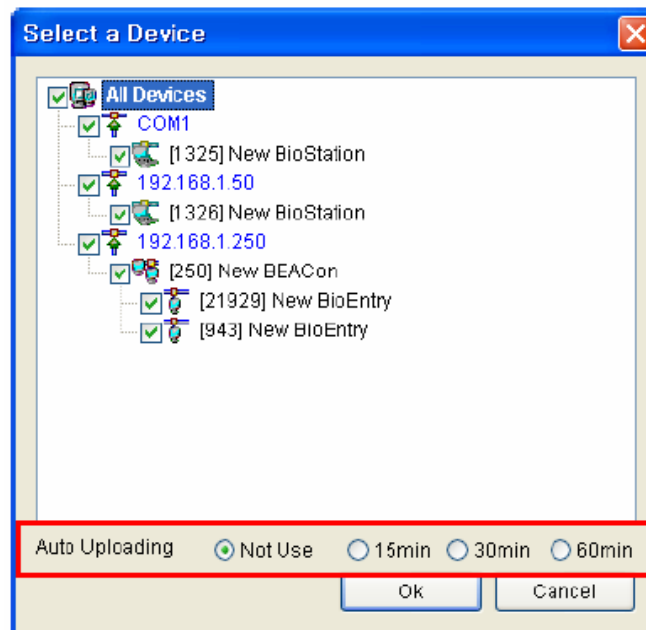 Select a Device
All Devices
COM1
[1325] New BioStation
192.168.1.50
[1326] New BioStation
192.168.1.250
[250] New BEACon
[21929] New BioEntry
[943] New BioEntry
Auto Uploading Not Use 15min 30min 60min
Ok Cancel